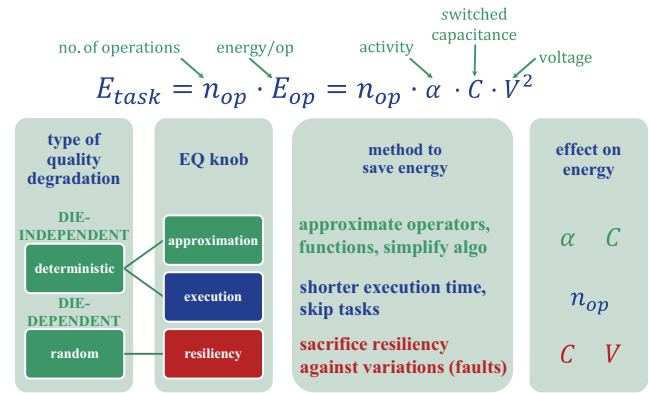 switched
capacitance
no. of operations
energy/op
activity
voltage
E_task = n_op · E_op = n_op · α · C · V²
type of
quality
degradation
EQ knob
method to
save energy
effect on
energy
DIE-
INDEPENDENT
deterministic
approximation
approximate operators,
functions, simplify algo
α C
execution
shorter execution time,
skip tasks
n_op
DIE-
DEPENDENT
random
resiliency
sacrifice resiliency
against variations (faults)
C V